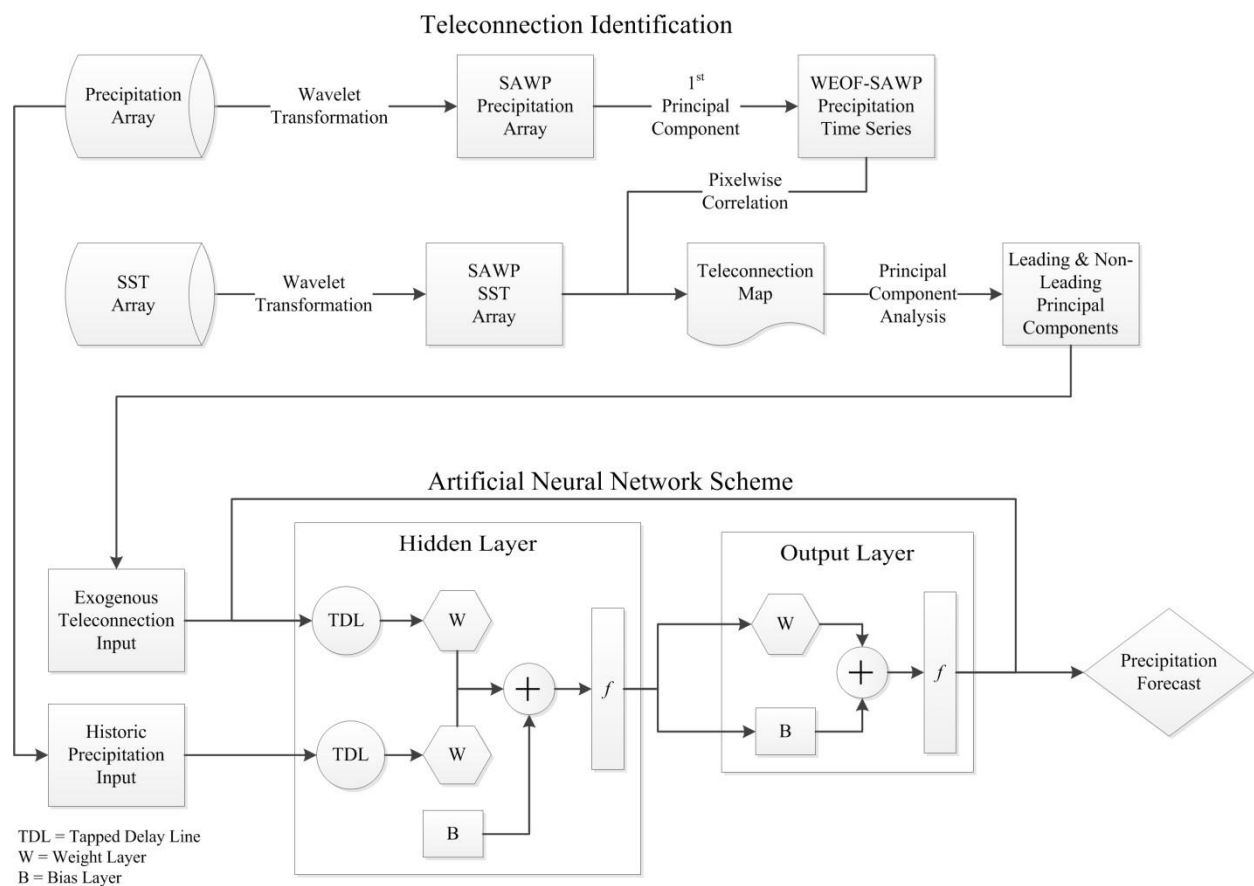 Teleconnection Identification
Precipitation
Array
Wavelet
Transformation
SAWP
Precipitation
Array
1st
Principal
Component
WEOF-SAWP
Precipitation
Time Series
Pixelwise
Correlation
SST
Array
Wavelet
Transformation
SAWP
SST
Array
Teleconnection
Map
Principal
Component
Analysis
Leading & Non-
Leading
Principal
Components
Artificial Neural Network Scheme
Hidden Layer
Output Layer
Exogenous
Teleconnection
Input
TDL
W
+
f
W
+
B
f
Precipitation
Forecast
Historic
Precipitation
Input
TDL
W
B
TDL = Tapped Delay Line
W = Weight Layer
B = Bias Layer